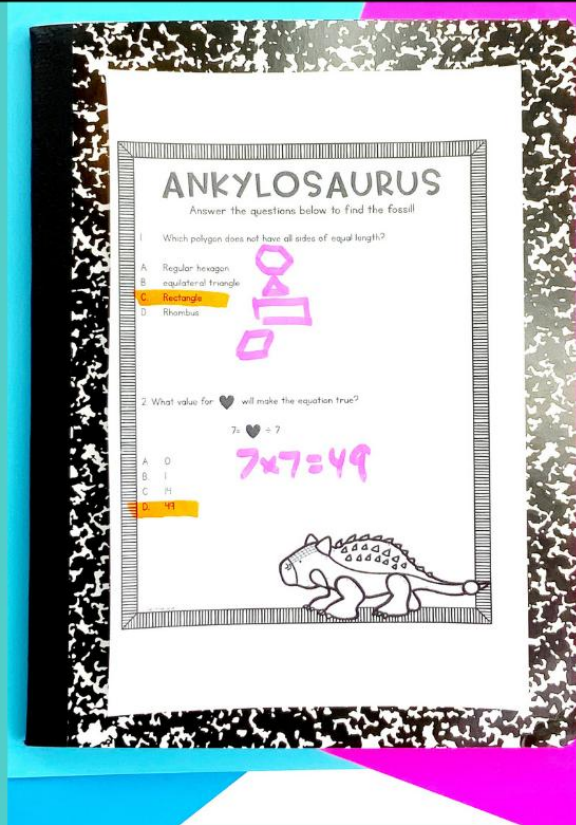 ANKYLOSAURUS
Answer the questions below to find the fossil!
1. Which polygon does not have all sides of equal length?
A. Regular hexagon
B. equilateral triangle
C. Rectangle
D. Rhombus
2. What value for will make the equation true?
7= ÷ 7
7x7=49
A. 0
B. 1
C. 14
D. 49